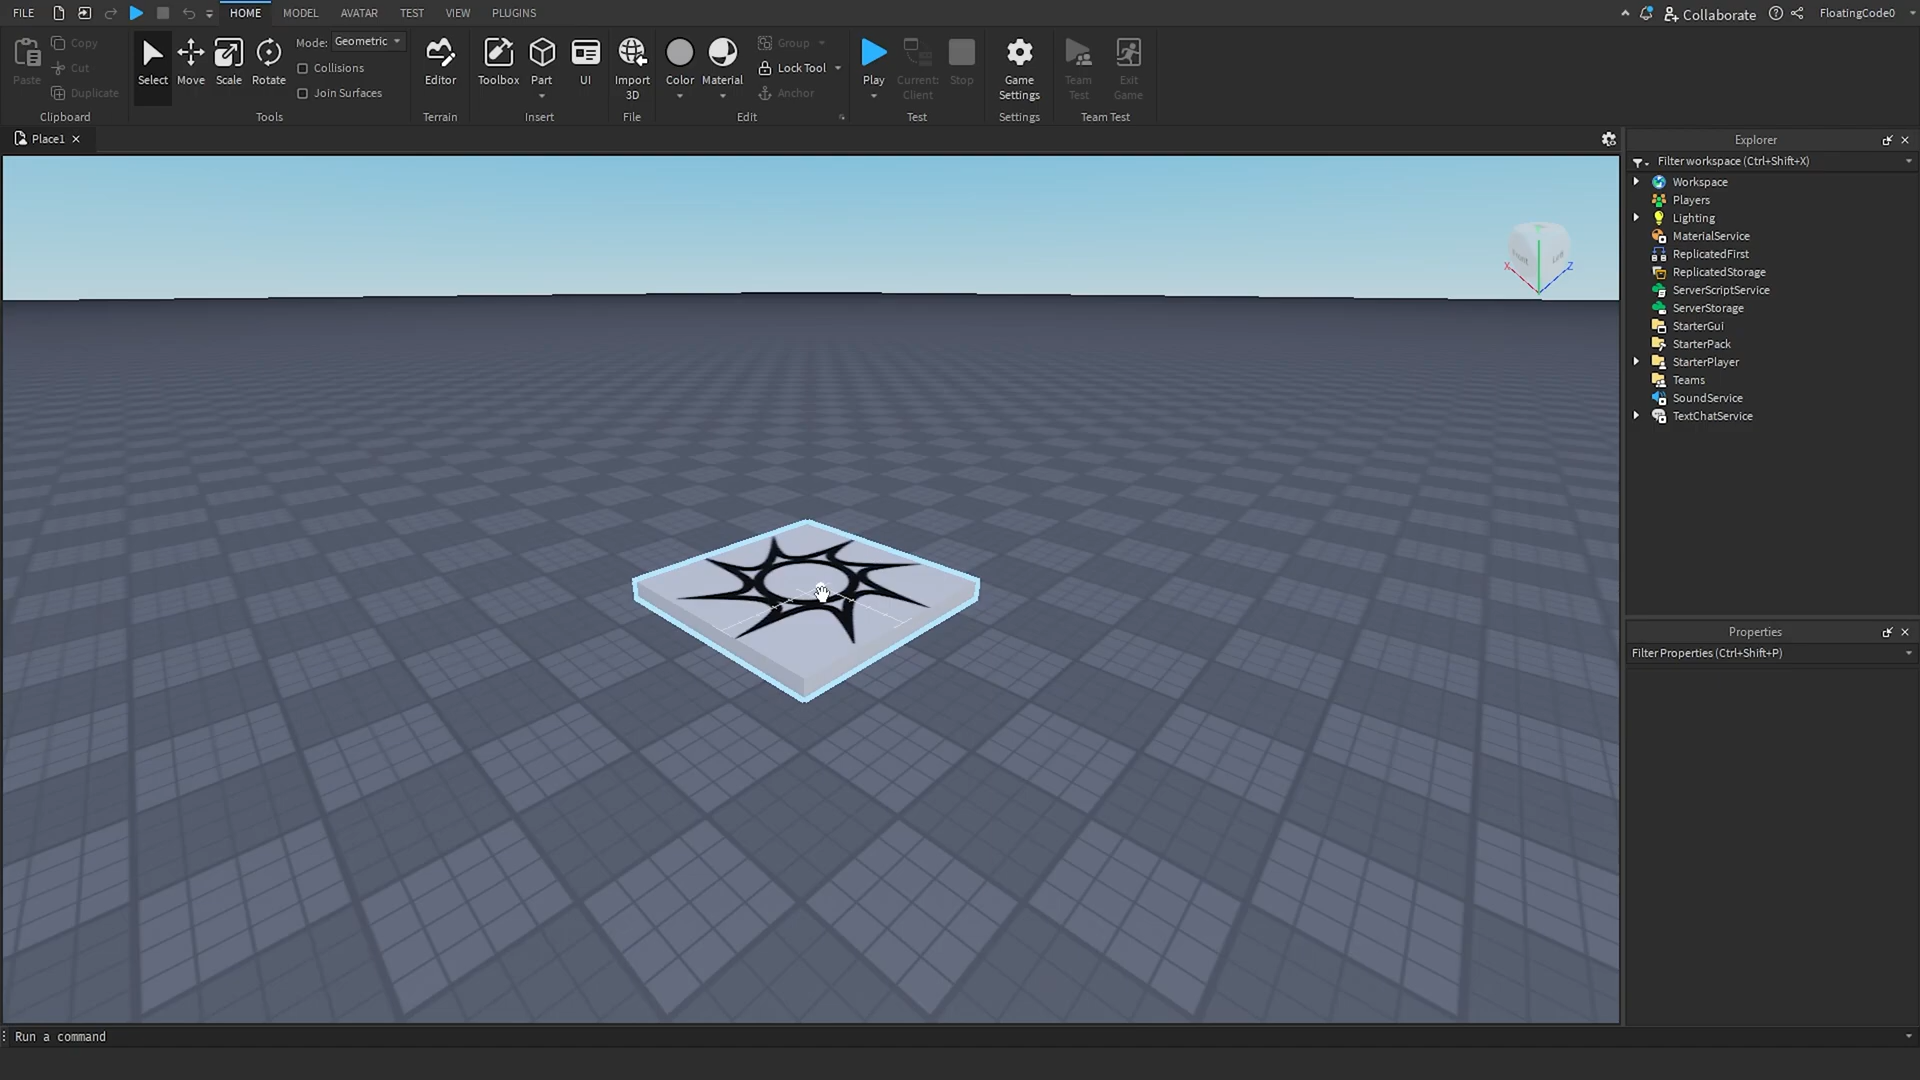 FILE HOME MODEL AVATAR TEST VIEW PLUGINS Collaborate FloatingCode0
Paste Copy Cut Duplicate Clipboard
Select Move Scale Rotate Mode: Geometric Collisions Join Surfaces Tools
Editor Terrain
Toolbox Part UI Insert
Import 3D File
Color Material Group Lock Tool Anchor Edit
Play Current: Client Stop Test
Game Settings Settings
Team Test Exit Game Team Test
Place1
X Z
Explorer
Filter workspace (Ctrl+Shift+X)
Workspace
Players
Lighting
MaterialService
ReplicatedFirst
ReplicatedStorage
ServerScriptService
ServerStorage
StarterGui
StarterPack
StarterPlayer
Teams
SoundService
TextChatService
Properties
Filter Properties (Ctrl+Shift+P)
Run a command